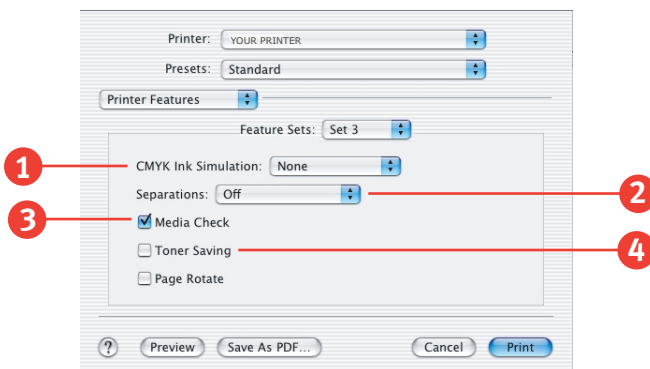 Printer: YOUR PRINTER
Presets: Standard
Printer Features
Feature Sets: Set 3
1 CMYK Ink Simulation: None
Separations: Off 2
3 Media Check
Toner Saving 4
Page Rotate
? Preview Save As PDF... Cancel Print